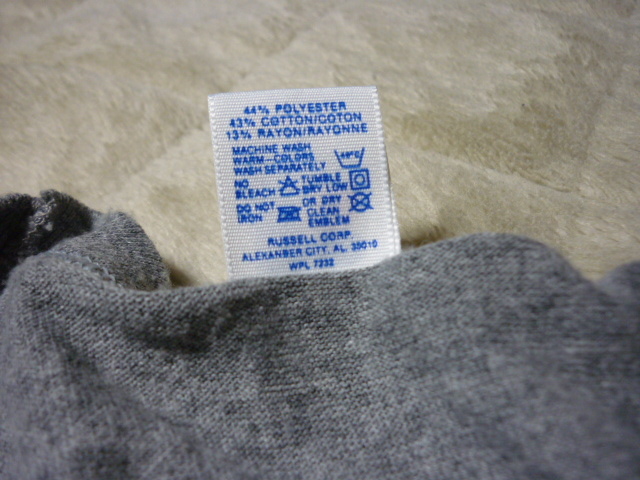 44% POLYESTER
43% COTTON/COTON
13% RAYON/RAYONNE
MACHINE WASH
WARM-COLORS
WASH SEPARATELY
NO BLEACH
TUMBLE DRY LOW
DO NOT IRON
OR DRY CLEAN EMBLEM
RUSSELL CORP.
ALEXANDER CITY, AL. 35010
WPL 7232